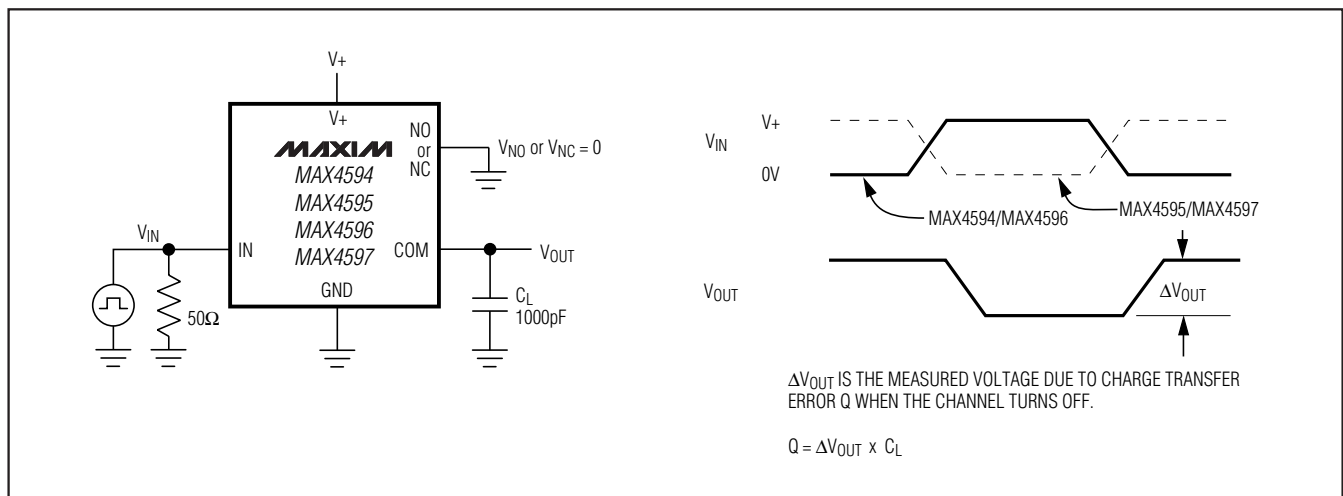 V+
V+
NO
or
NC
V_NO or V_NC = 0
MAXIM
MAX4594
MAX4595
MAX4596
MAX4597
V_IN
IN
COM
V_OUT
GND
50Ω
C_L
1000pF
V_IN
V+
0V
MAX4594/MAX4596
MAX4595/MAX4597
V_OUT
ΔV_OUT
ΔV_OUT IS THE MEASURED VOLTAGE DUE TO CHARGE TRANSFER
ERROR Q WHEN THE CHANNEL TURNS OFF.
Q = ΔV_OUT x C_L